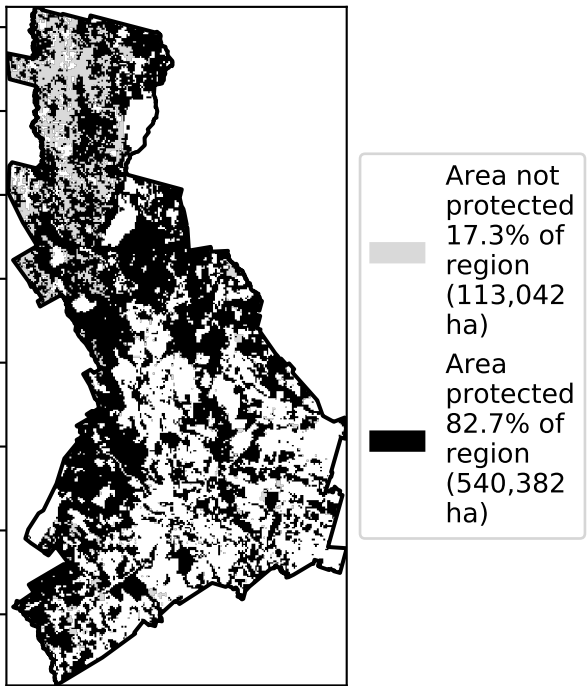 Area not
protected
17.3% of
region
(113,042
ha)
Area
protected
82.7% of
region
(540,382
ha)